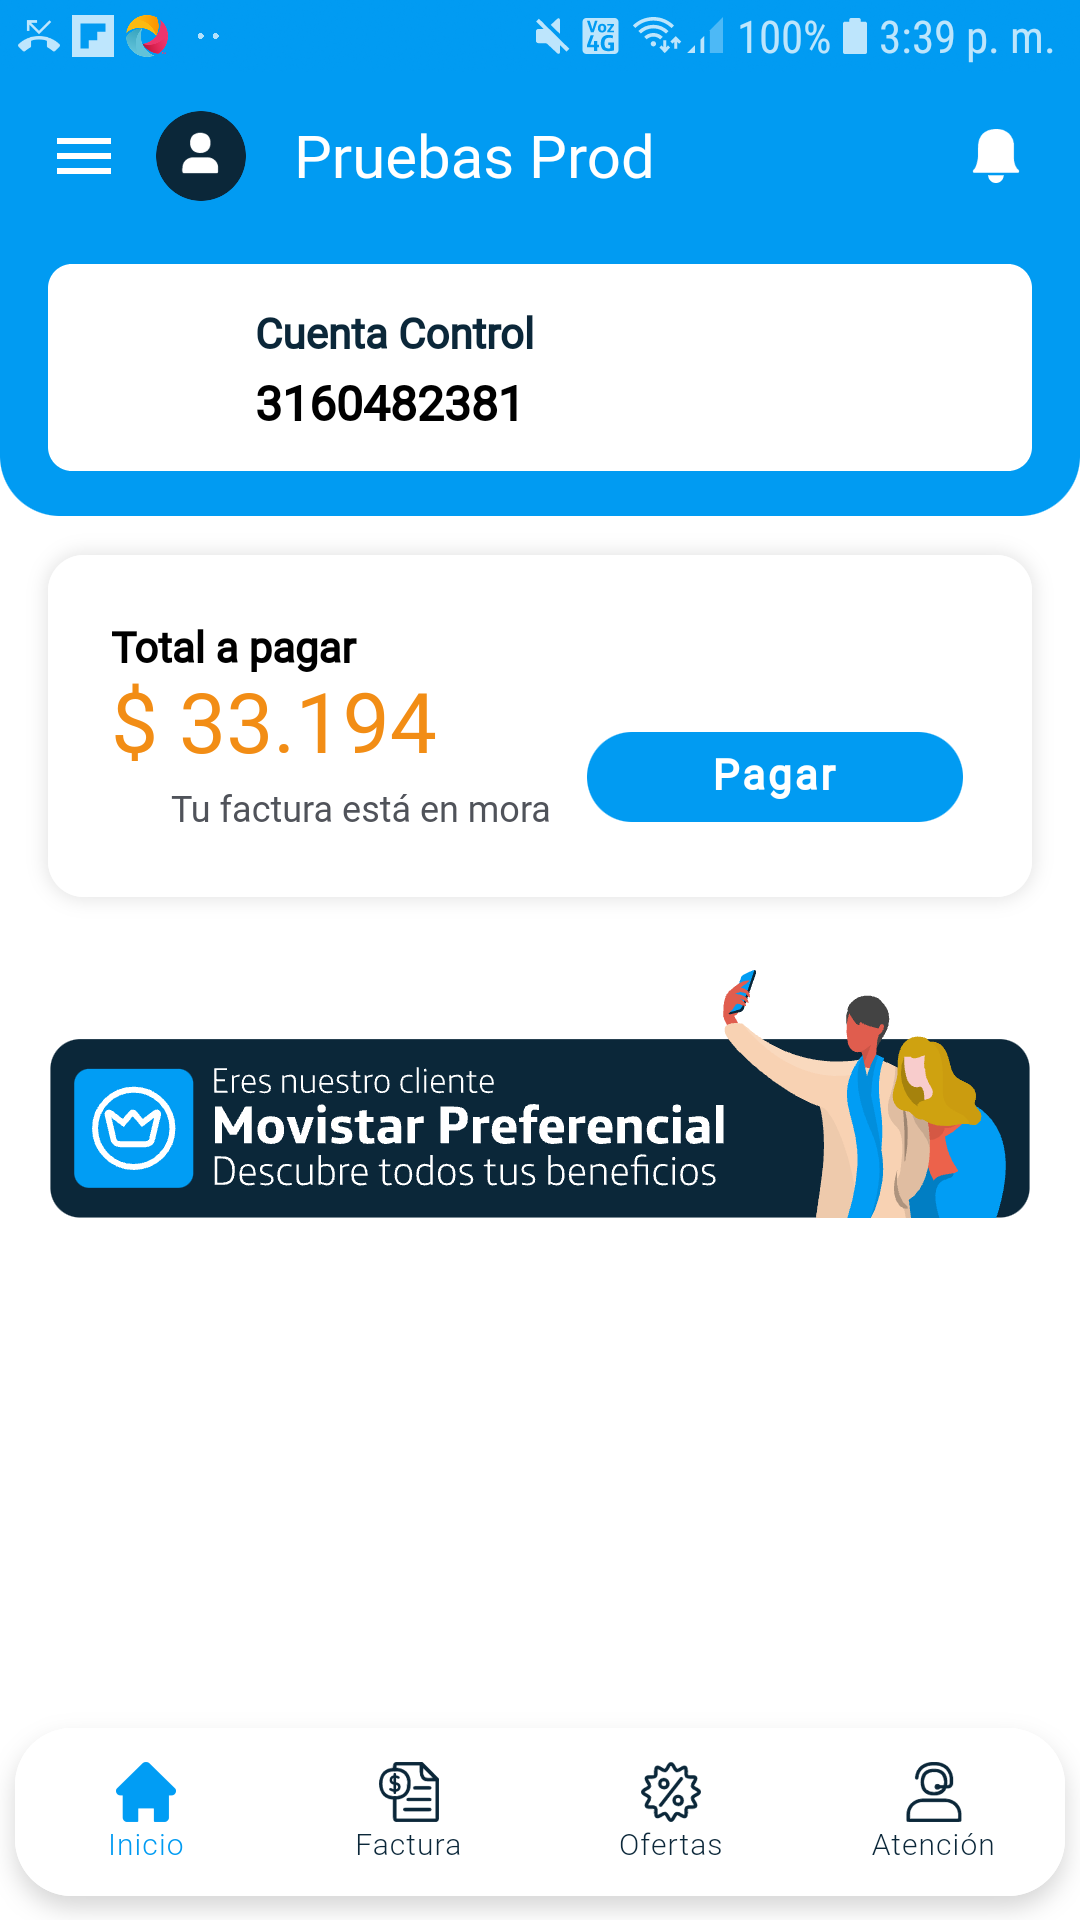 Voz 4G 100% 3:39 p. m.
Pruebas Prod
Cuenta Control
3160482381
Total a pagar
$ 33.194
Tu factura está en mora
Pagar
Eres nuestro cliente
Movistar Preferencial
Descubre todos tus beneficios
Inicio Factura Ofertas Atención